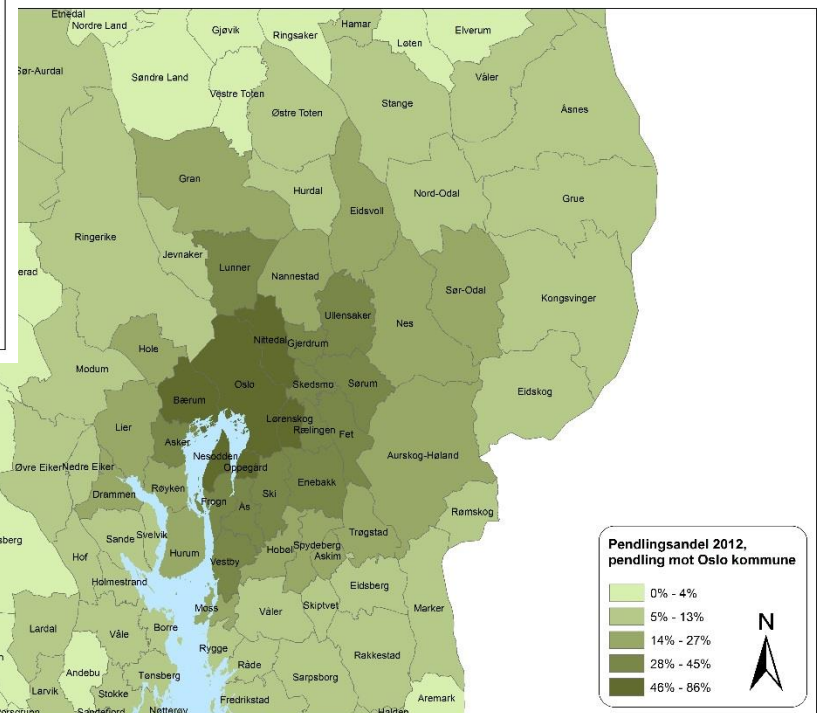 Etnedal
Nordre Land
Gjøvik
Ringsaker
Hamar
Løten
Elverum
Sør-Aurdal
Søndre Land
Vestre Toten
Østre Toten
Stange
Våler
Åsnes
Gran
Hurdal
Eidsvoll
Nord-Odal
Grue
Ringerike
Jevnaker
Lunner
Nannestad
Ullensaker
Nes
Sør-Odal
Kongsvinger
Hole
Modum
Nittedal
Gjerdrum
Oslo
Skedsmo
Sørum
Eidskog
Bærum
Lier
Asker
Lørenskog
Rælingen
Fet
Aurskog-Høland
Nesodden
Oppegård
Øvre Eiker
Nedre Eiker
Drammen
Røyken
Frogn
Ås
Ski
Enebakk
Rømskog
Sande
Svelvik
Hurum
Vestby
Hobøl
Spydeberg
Askim
Trøgstad
Hof
Holmestrand
Moss
Våler
Skiptvet
Eidsberg
Marker
Lardal
Våle
Borre
Rygge
Råde
Rakkestad
Andebu
Tønsberg
Sarpsborg
Larvik
Stokke
Fredrikstad
Aremark
Sandefjord
Nøtterøy
Halden
Pendlingsandel 2012,
pendling mot Oslo kommune
0% - 4%
5% - 13%
14% - 27%
28% - 45%
46% - 86%
N